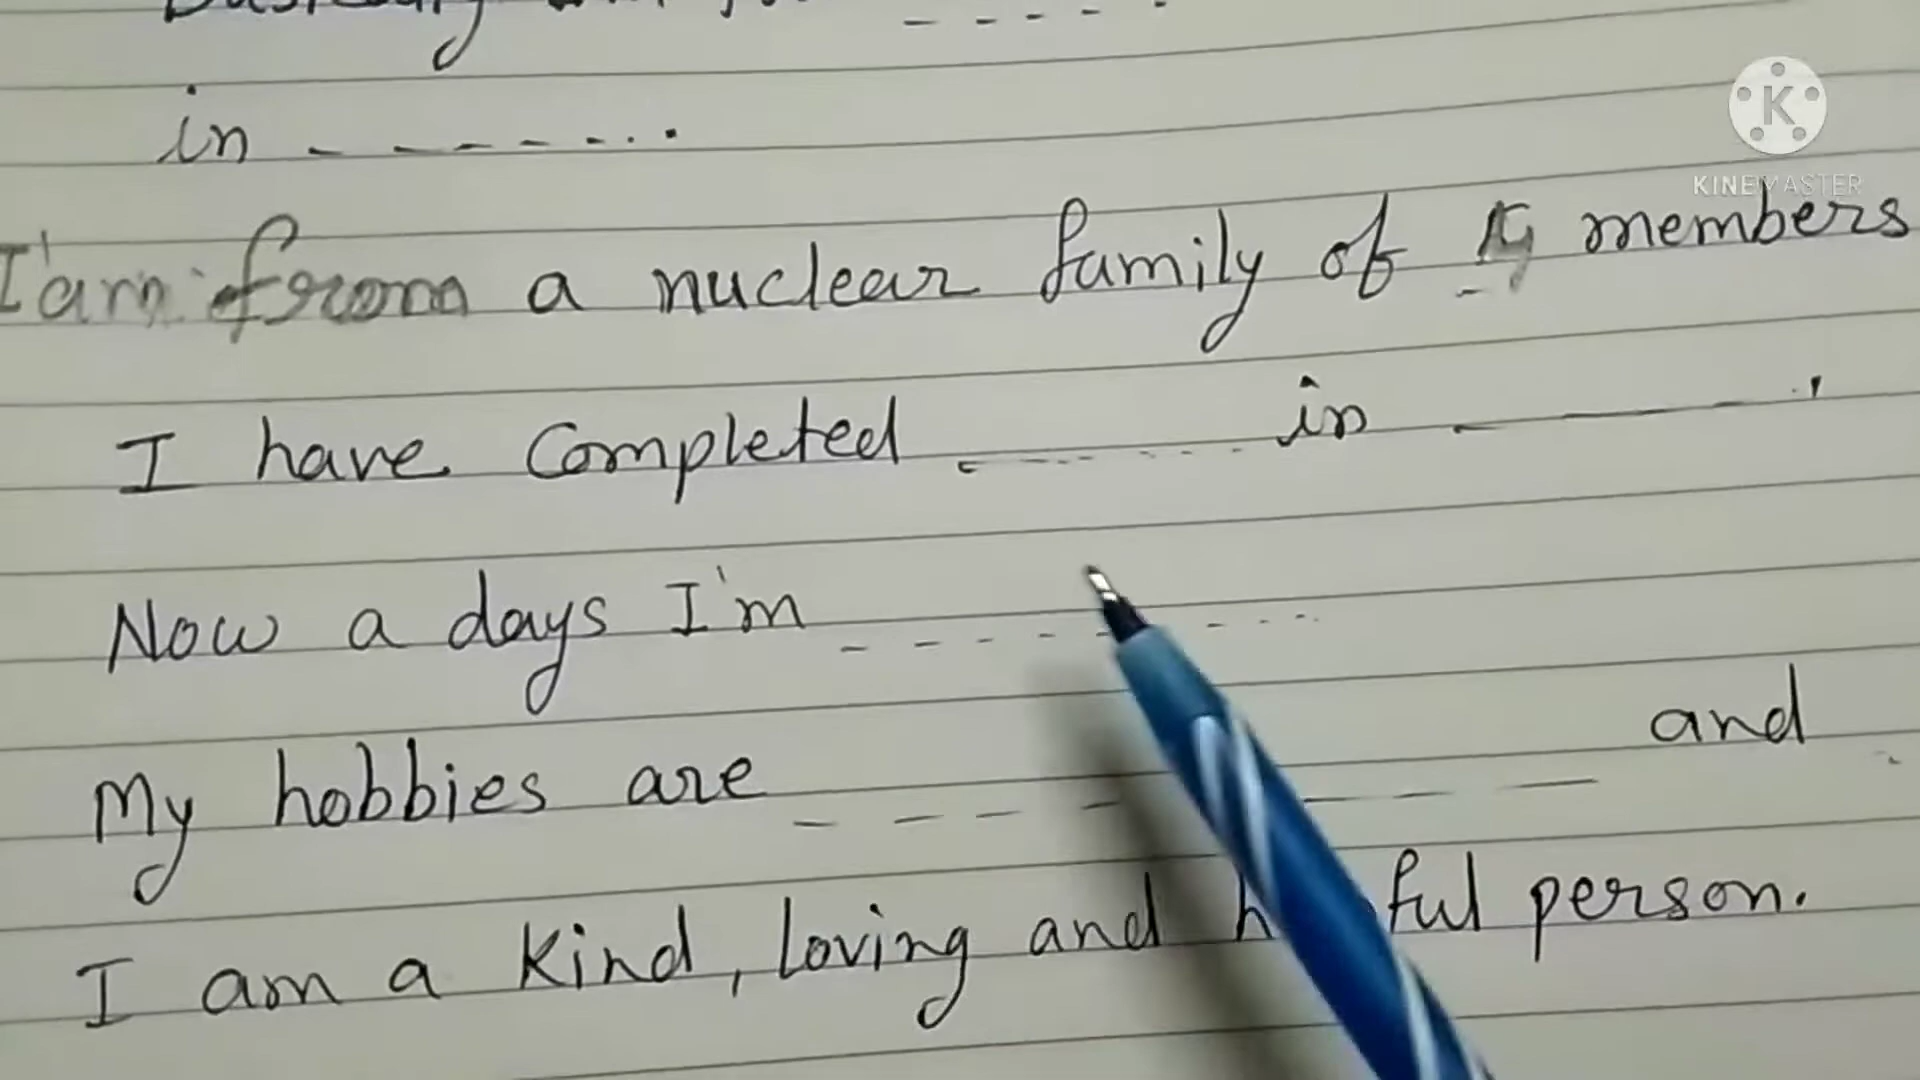 in - - - - - - . .
I'am from a nuclear family of members
I have completed - - - - - in - - - - .
Now a days I'm - - - - - - -
My hobbies are - - - - - - - and
I am a kind, loving and person.
KINEMASTER